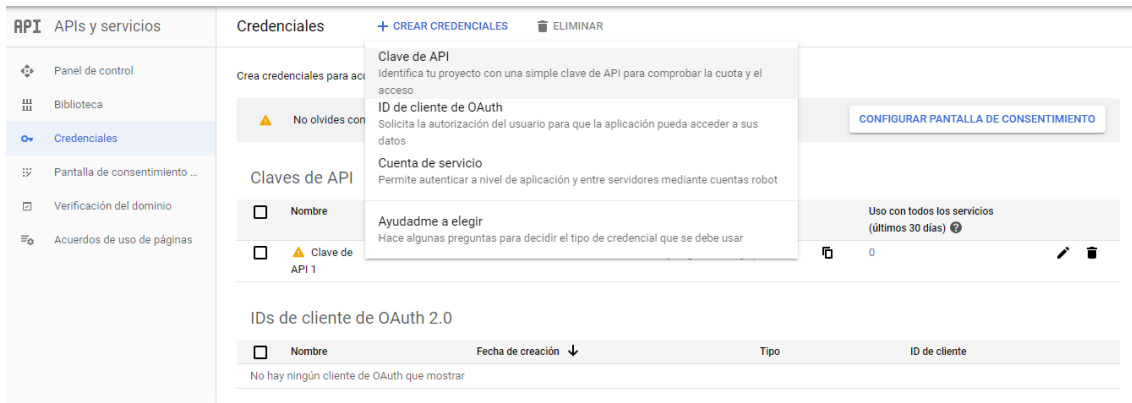 API APIs y servicios
Credenciales
CREAR CREDENCIALES
ELIMINAR
Panel de control
Biblioteca
Credenciales
Pantalla de consentimiento ...
Verificación del dominio
Acuerdos de uso de páginas
Crea credenciales para
Clave de API
Identifica tu proyecto con una simple clave de API para comprobar la cuota y el
acceso
ID de cliente de OAuth
Solicita la autorización del usuario para que la aplicación pueda acceder a sus
datos
Cuenta de servicio
Permite autenticar a nivel de aplicación y entre servidores mediante cuentas robot
Ayudadme a elegir
Hace algunas preguntas para decidir el tipo de credencial que se debe usar
No olvides
CONFIGURAR PANTALLA DE CONSENTIMIENTO
Claves de API
Nombre
Uso con todos los servicios
(últimos 30 días)
Clave de
API 1
0
IDs de cliente de OAuth 2.0
Nombre Fecha de creación Tipo ID de cliente
No hay ningún cliente de OAuth que mostrar